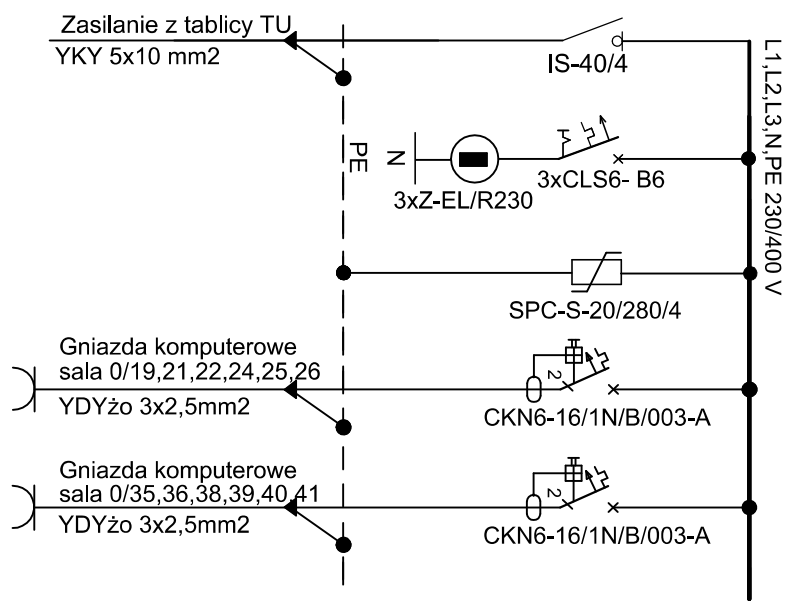 Zasilanie z tablicy TU
YKY 5x10 mm2
IS-40/4
L1,L2,L3,N,PE 230/400 V
PE
N
3xZ-EL/R230
3xCLS6- B6
SPC-S-20/280/4
Gniazda komputerowe
sala 0/19,21,22,24,25,26
YDYżo 3x2,5mm2
2
CKN6-16/1N/B/003-A
Gniazda komputerowe
sala 0/35,36,38,39,40,41
YDYżo 3x2,5mm2
2
CKN6-16/1N/B/003-A